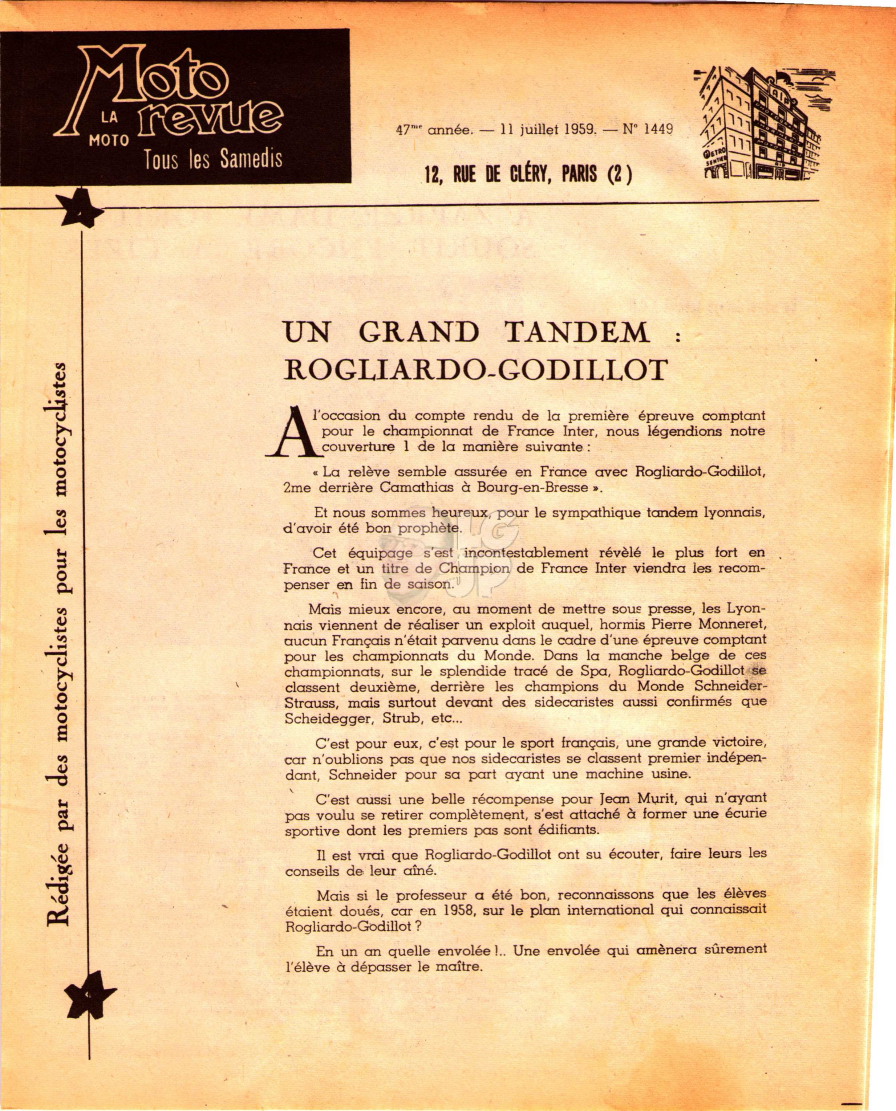 Moto
revue
LA
MOTO
Tous les Samedis
47me année. — 11 juillet 1959. — N° 1449
12, RUE DE CLÉRY, PARIS (2)
METRO
SENTIER
Rédigée par des motocyclistes pour les motocyclistes
UN GRAND TANDEM :
ROGLIARDO-GODILLOT
A l'occasion du compte rendu de la première épreuve comptant
pour le championnat de France Inter, nous légendions notre
couverture 1 de la manière suivante :
« La relève semble assurée en France avec Rogliardo-Godillot,
2me derrière Camathias à Bourg-en-Bresse ».
Et nous sommes heureux, pour le sympathique tandem lyonnais,
d'avoir été bon prophète.
Cet équipage s'est incontestablement révèlé le plus fort en
France et un titre de Champion de France Inter viendra les recom-
penser en fin de saison.
Mais mieux encore, au moment de mettre sous presse, les Lyon-
nais viennent de réaliser un exploit auquel, hormis Pierre Monneret,
aucun Français n'était parvenu dans le cadre d'une épreuve comptant
pour les championnats du Monde. Dans la manche belge de ces
championnats, sur le splendide tracé de Spa, Rogliardo-Godillot se
classent deuxième, derrière les champions du Monde Schneider-
Strauss, mais surtout devant des sidecaristes aussi confirmés que
Scheidegger, Strub, etc...
C'est pour eux, c'est pour le sport français, une grande victoire,
car n'oublions pas que nos sidecaristes se classent premier indépen-
dant, Schneider pour sa part ayant une machine usine.
C'est aussi une belle récompense pour Jean Murit, qui n'ayant
pas voulu se retirer complètement, s'est attaché à former une écurie
sportive dont les premiers pas sont édifiants.
Il est vrai que Rogliardo-Godillot ont su écouter, faire leurs les
conseils de leur aîné.
Mais si le professeur a été bon, reconnaissons que les élèves
étaient doués, car en 1958, sur le plan international qui connaissait
Rogliardo-Godillot ?
En un an quelle envolée !.. Une envolée qui amènera sûrement
l'élève à dépasser le maître.